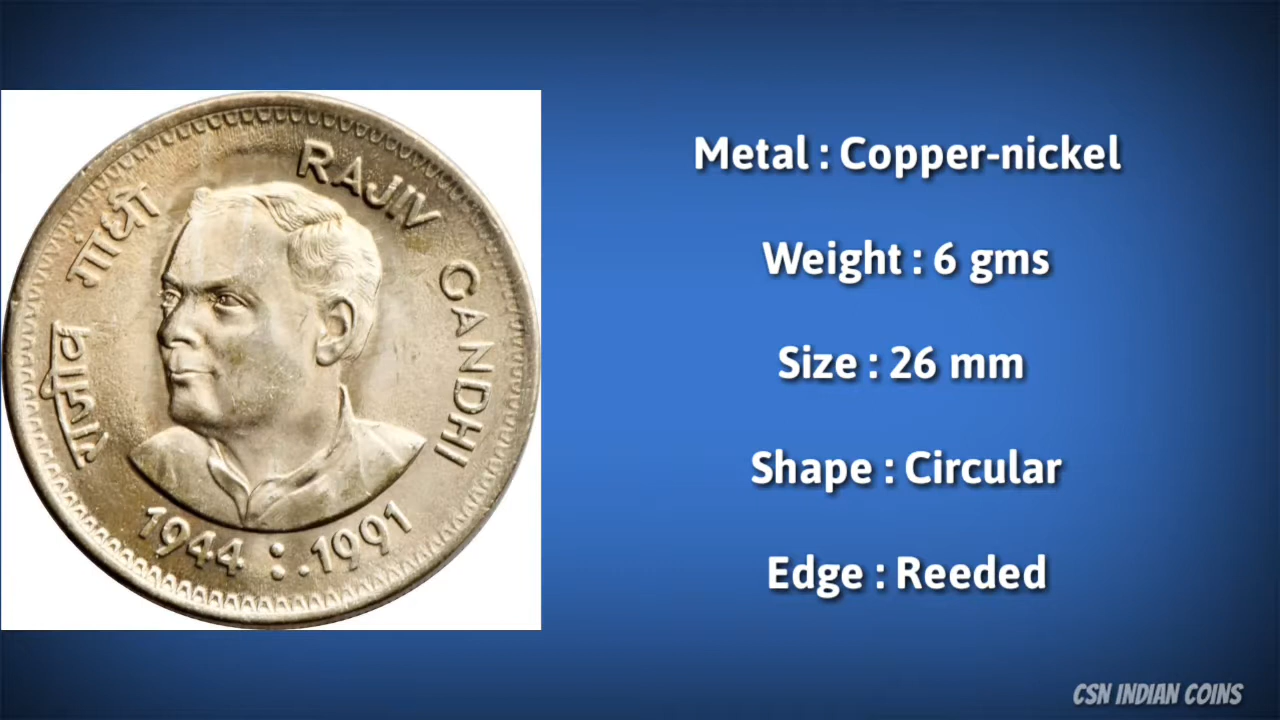 राजीव गांधी
RAJIV GANDHI
1944 : . 1991
Metal : Copper-nickel
Weight : 6 gms
Size : 26 mm
Shape : Circular
Edge : Reeded
CSN INDIAN COINS